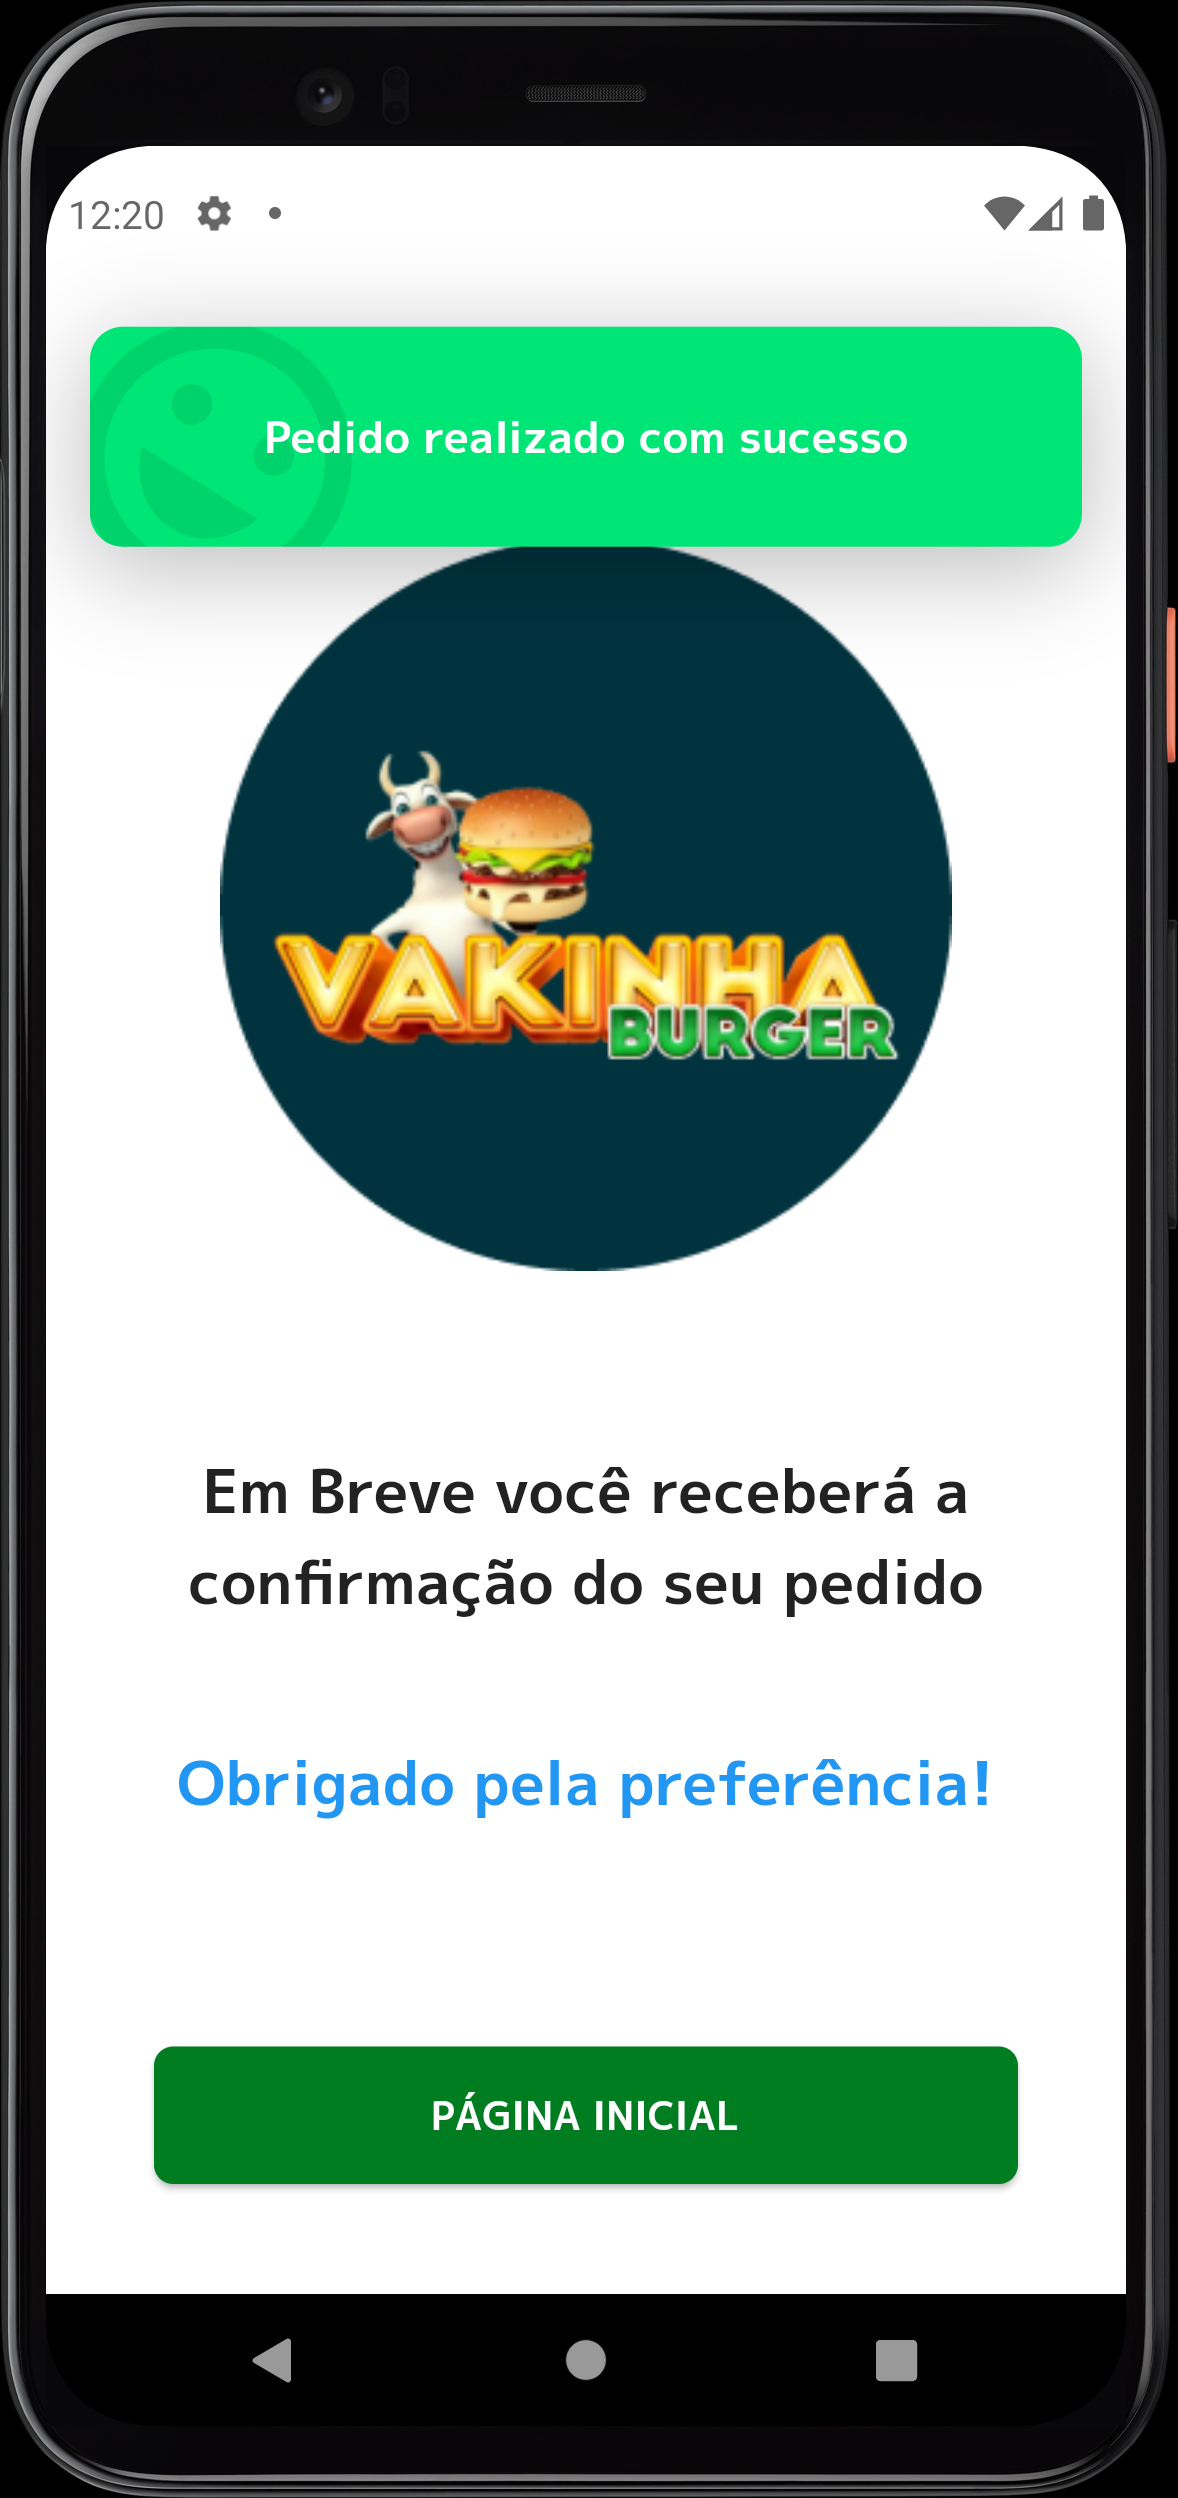 12:20
Pedido realizado com sucesso
VAKINHA
BURGER
Em Breve você receberá a
confirmação do seu pedido
Obrigado pela preferência!
PÁGINA INICIAL